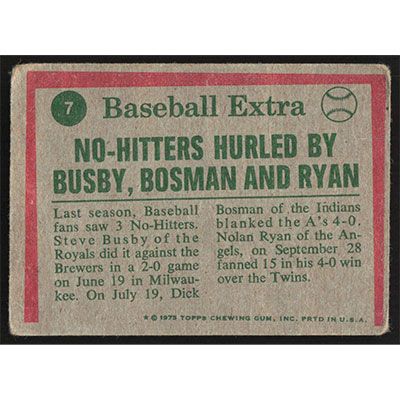 7
Baseball Extra
NO-HITTERS HURLED BY
BUSBY, BOSMAN AND RYAN
Last season, Baseball
fans saw 3 No-Hitters.
Steve Busby of the
Royals did it against the
Brewers in a 2-0 game
on June 19 in Milwau-
kee. On July 19, Dick
Bosman of the Indians
blanked the A's 4-0.
Nolan Ryan of the An-
gels, on September 28
fanned 15 in his 4-0 win
over the Twins.
★ © 1975 TOPPS CHEWING GUM, INC. PRTD IN U.S.A.